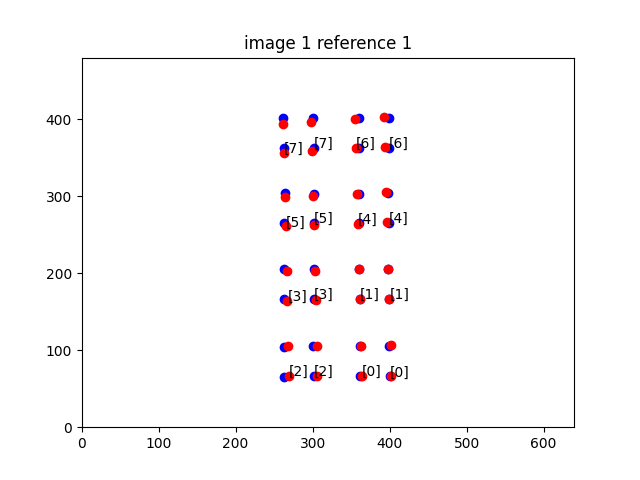 image 1 reference 1
400
[7] [7] [6] [6]
300
[5] [5] [4] [4]
200
[3] [3] [1] [1]
100
[2] [2] [0] [0]
0
0 100 200 300 400 500 600